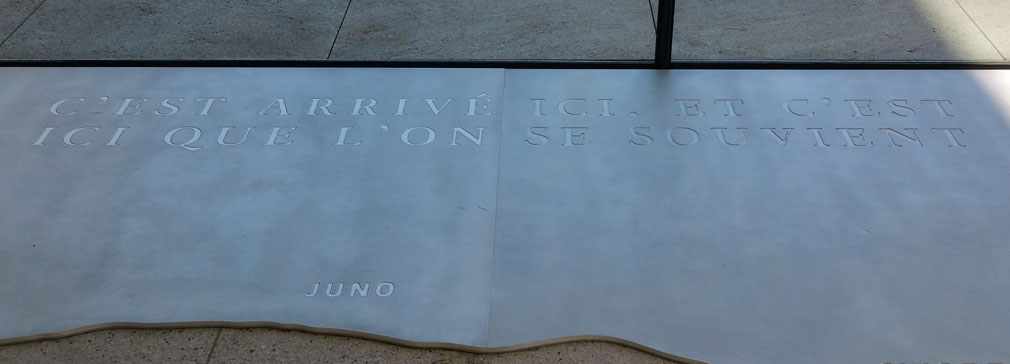 C'EST ARRIVÉ ICI. ET C'EST
ICI QUE L'ON SE SOUVIENT
JUNO